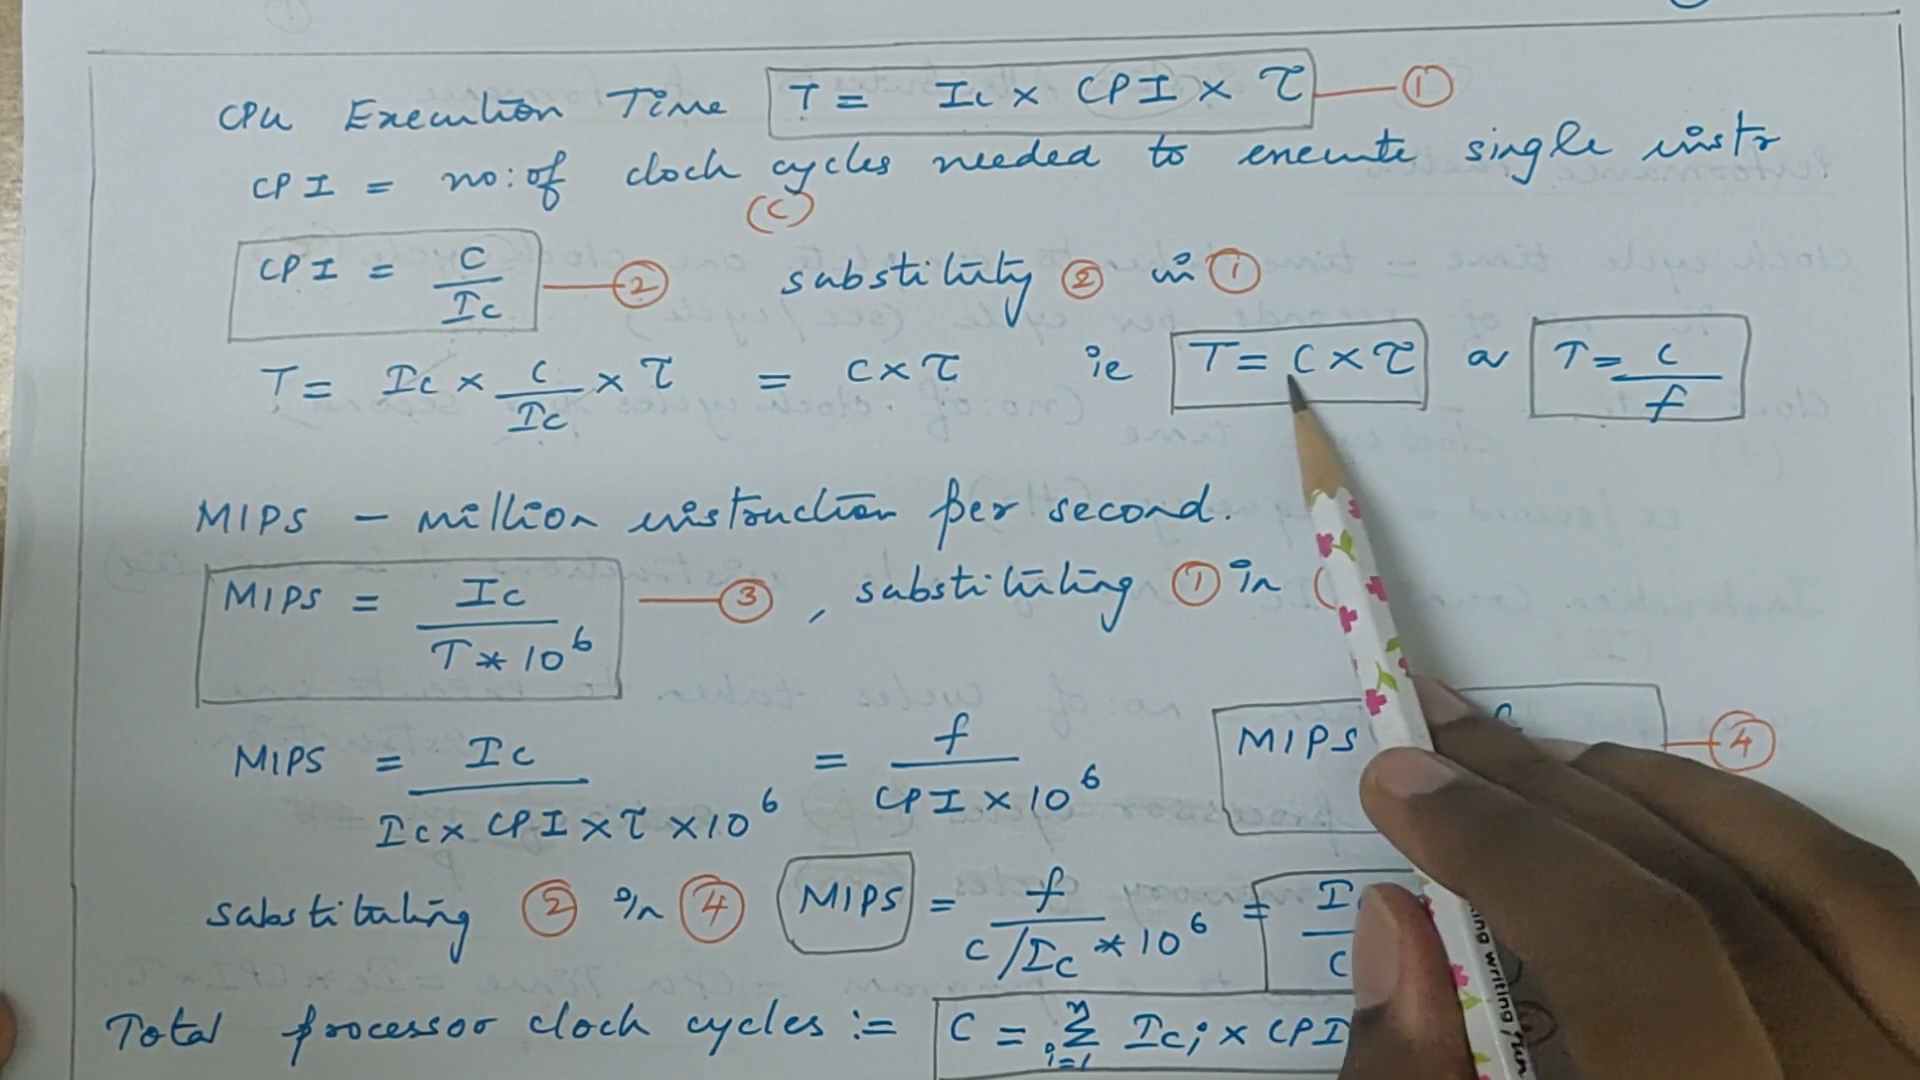 CPU Execution Time T = Ic × CPI × τ ①
CPI = no: of clock cycles needed to execute single instr
(C)
CPI = C/Ic ② substituting ② in ①
T = Ic × C/Ic × τ = C × τ ie T = C × τ or T = C/f
MIPS - million instruction per second.
MIPS = Ic / T * 10^6 ③ , substituting ① in (
MIPS = Ic / Ic × CPI × τ × 10^6 = f / CPI × 10^6 MIPS ④
substituting ② in ④ MIPS = f / C/Ic * 10^6 = I / C
Total processor clock cycles := C = Σ i=1 n Ici × CPI